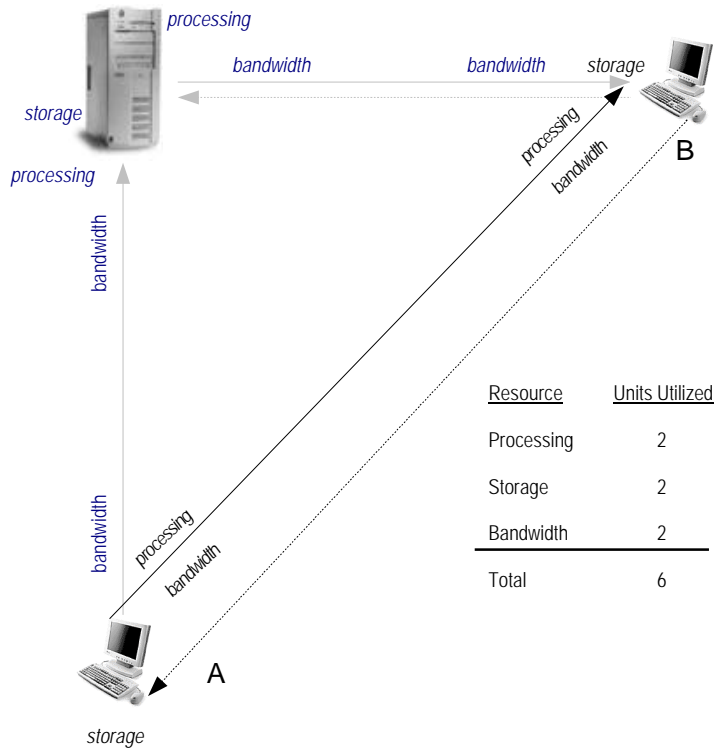 processing
bandwidth bandwidth storage
storage
processing
B
processing
bandwidth
bandwidth
Resource Units Utilized
Processing 2
Storage 2
Bandwidth 2
Total 6
bandwidth
processing
bandwidth
A
storage